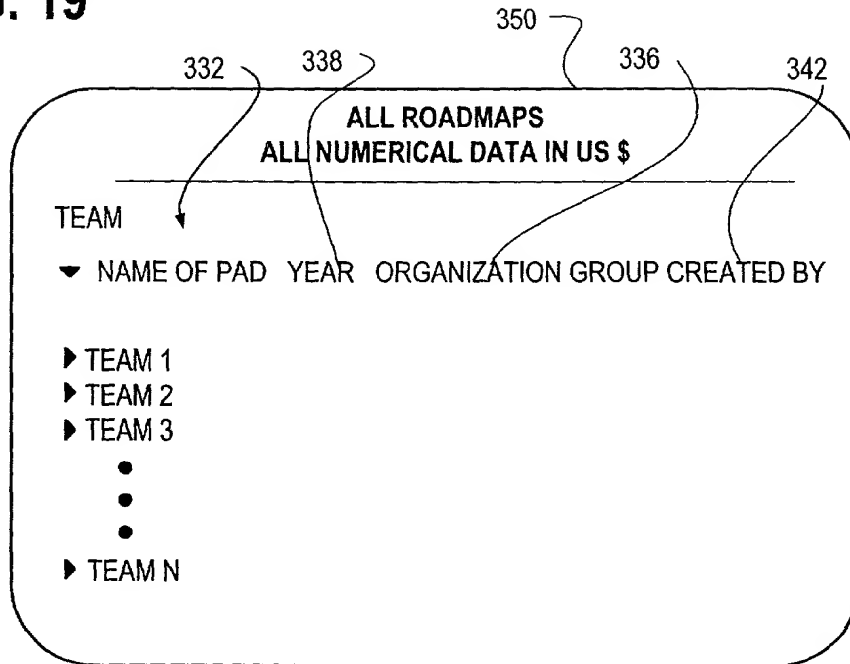 . 19
350
332 338 336 342
ALL ROADMAPS
ALL NUMERICAL DATA IN US $
TEAM
NAME OF PAD YEAR ORGANIZATION GROUP CREATED BY
TEAM 1
TEAM 2
TEAM 3
TEAM N